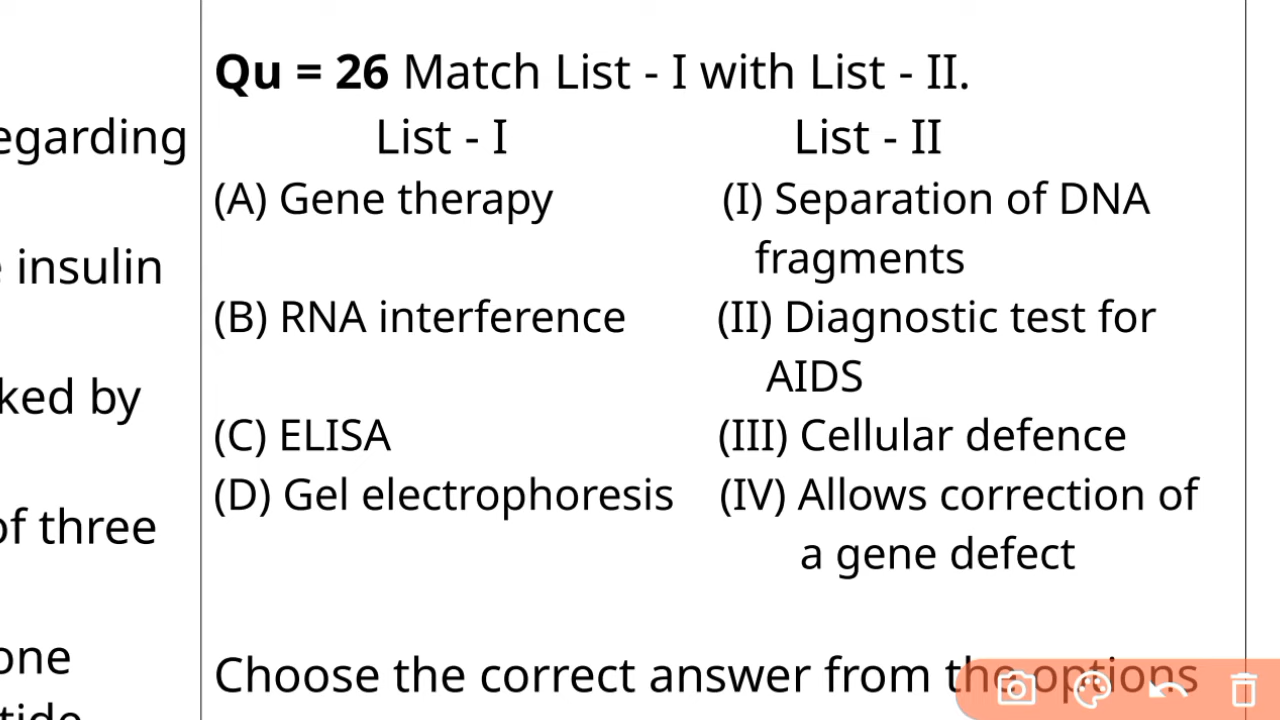 egarding
insulin
ked by
of three
one
Qu = 26 Match List - I with List - II.
List - I List - II
(A) Gene therapy (I) Separation of DNA
fragments
(B) RNA interference (II) Diagnostic test for
AIDS
(C) ELISA (III) Cellular defence
(D) Gel electrophoresis (IV) Allows correction of
a gene defect
Choose the correct answer from the options